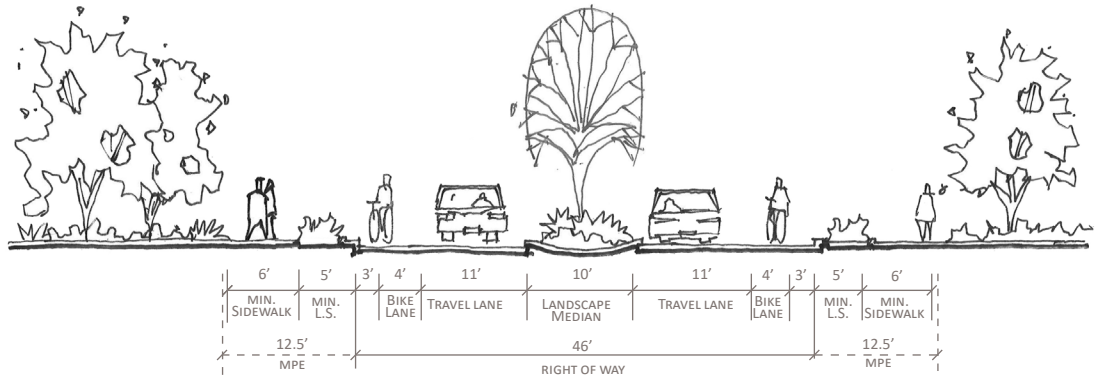 6’ 5’ 3’ 4’ 11’ 10’ 11’ 4’ 3’ 5’ 6’
MIN. SIDEWALK
MIN. L.S.
BIKE LANE
TRAVEL LANE
LANDSCAPE MEDIAN
TRAVEL LANE
BIKE LANE
MIN. L.S.
MIN. SIDEWALK
12.5’ 46’ 12.5’
MPE RIGHT OF WAY MPE